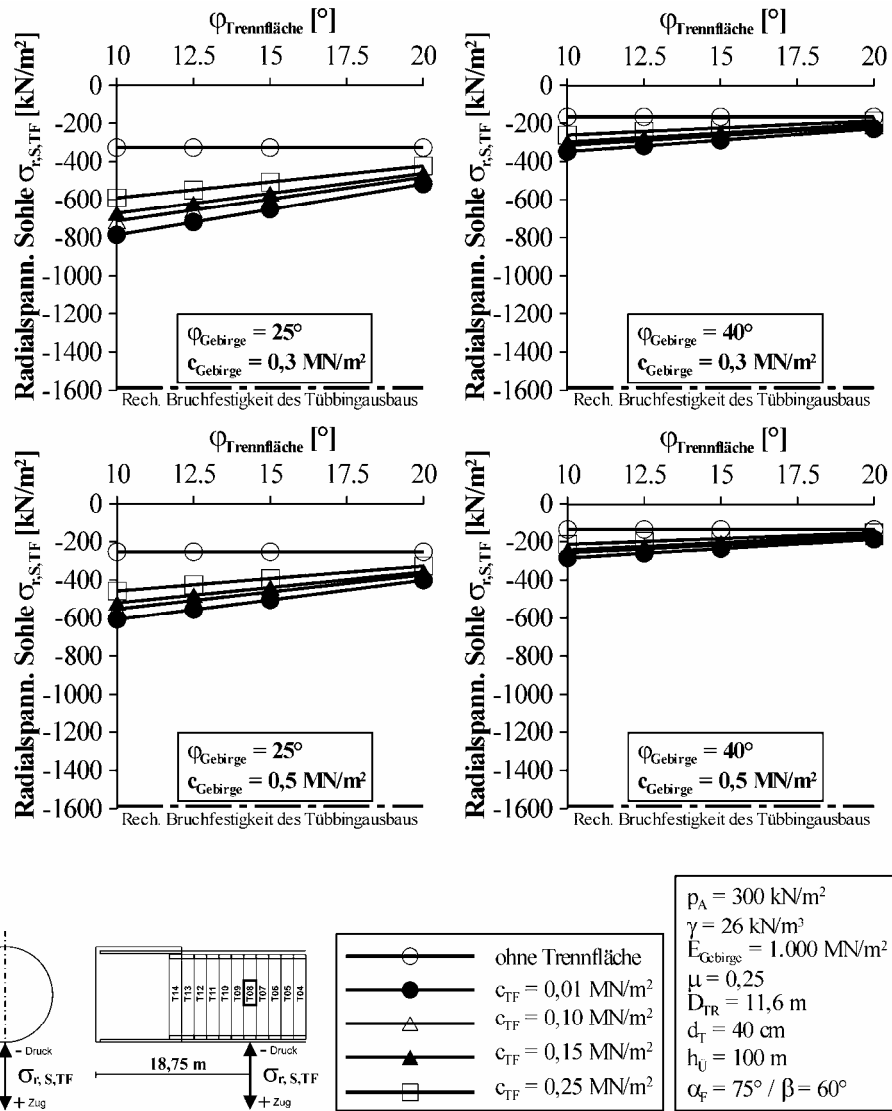 φTrennfläche [°]
10 12.5 15 17.5 20
0
-200
-400
-600
-800
-1000
-1200
-1400
-1600
Radialspann. Sohle σr,S,TF [kN/m²]
φGebirge = 25°
cGebirge = 0,3 MN/m²
Rech. Bruchfestigkeit des Tübbingausbaus
φTrennfläche [°]
10 12.5 15 17.5 20
0
-200
-400
-600
-800
-1000
-1200
-1400
-1600
Radialspann. Sohle σr,S,TF [kN/m²]
φGebirge = 40°
cGebirge = 0,3 MN/m²
Rech. Bruchfestigkeit des Tübbingausbaus
φTrennfläche [°]
10 12.5 15 17.5 20
0
-200
-400
-600
-800
-1000
-1200
-1400
-1600
Radialspann. Sohle σr,S,TF [kN/m²]
φGebirge = 25°
cGebirge = 0,5 MN/m²
Rech. Bruchfestigkeit des Tübbingausbaus
φTrennfläche [°]
10 12.5 15 17.5 20
0
-200
-400
-600
-800
-1000
-1200
-1400
-1600
Radialspann. Sohle σr,S,TF [kN/m²]
φGebirge = 40°
cGebirge = 0,5 MN/m²
Rech. Bruchfestigkeit des Tübbingausbaus
− Druck
σr, S,TF
+ Zug
T14
T13
T12
T11
T10
T09
T08
T07
T06
T05
T04
18,75 m
− Druck
σr, S,TF
+ Zug
ohne Trennfläche
cTF = 0,01 MN/m²
cTF = 0,10 MN/m²
cTF = 0,15 MN/m²
cTF = 0,25 MN/m²
pA = 300 kN/m²
γ = 26 kN/m³
EGebirge = 1.000 MN/m²
μ = 0,25
DTR = 11,6 m
dT = 40 cm
hÜ = 100 m
αF = 75° / β = 60°